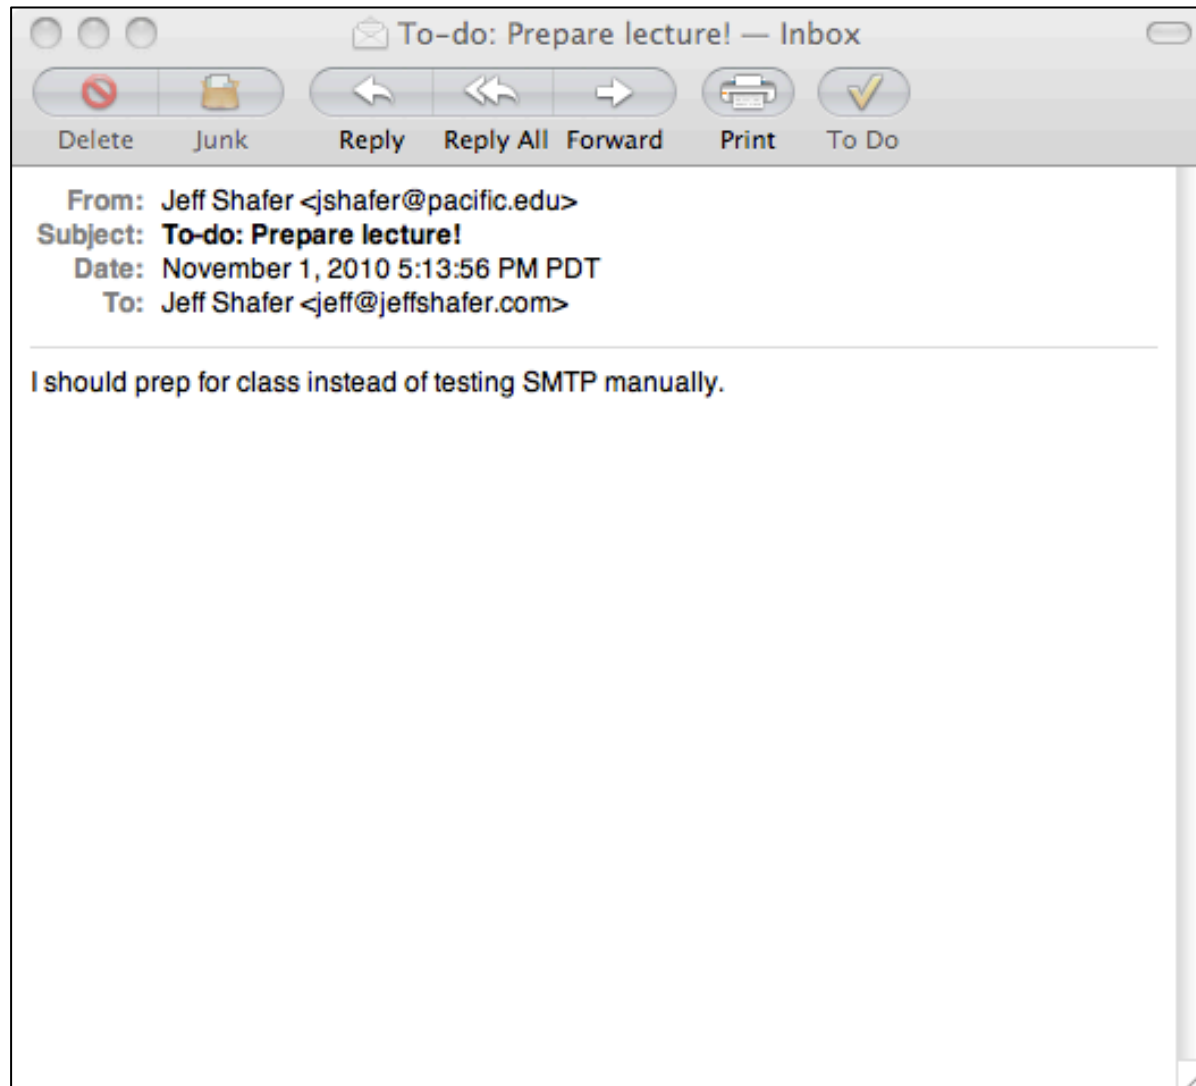 To-do: Prepare lecture! — Inbox
Delete Junk Reply Reply All Forward Print To Do
From: Jeff Shafer <jshafer@pacific.edu>
Subject: To-do: Prepare lecture!
Date: November 1, 2010 5:13:56 PM PDT
To: Jeff Shafer <jeff@jeffshafer.com>
I should prep for class instead of testing SMTP manually.